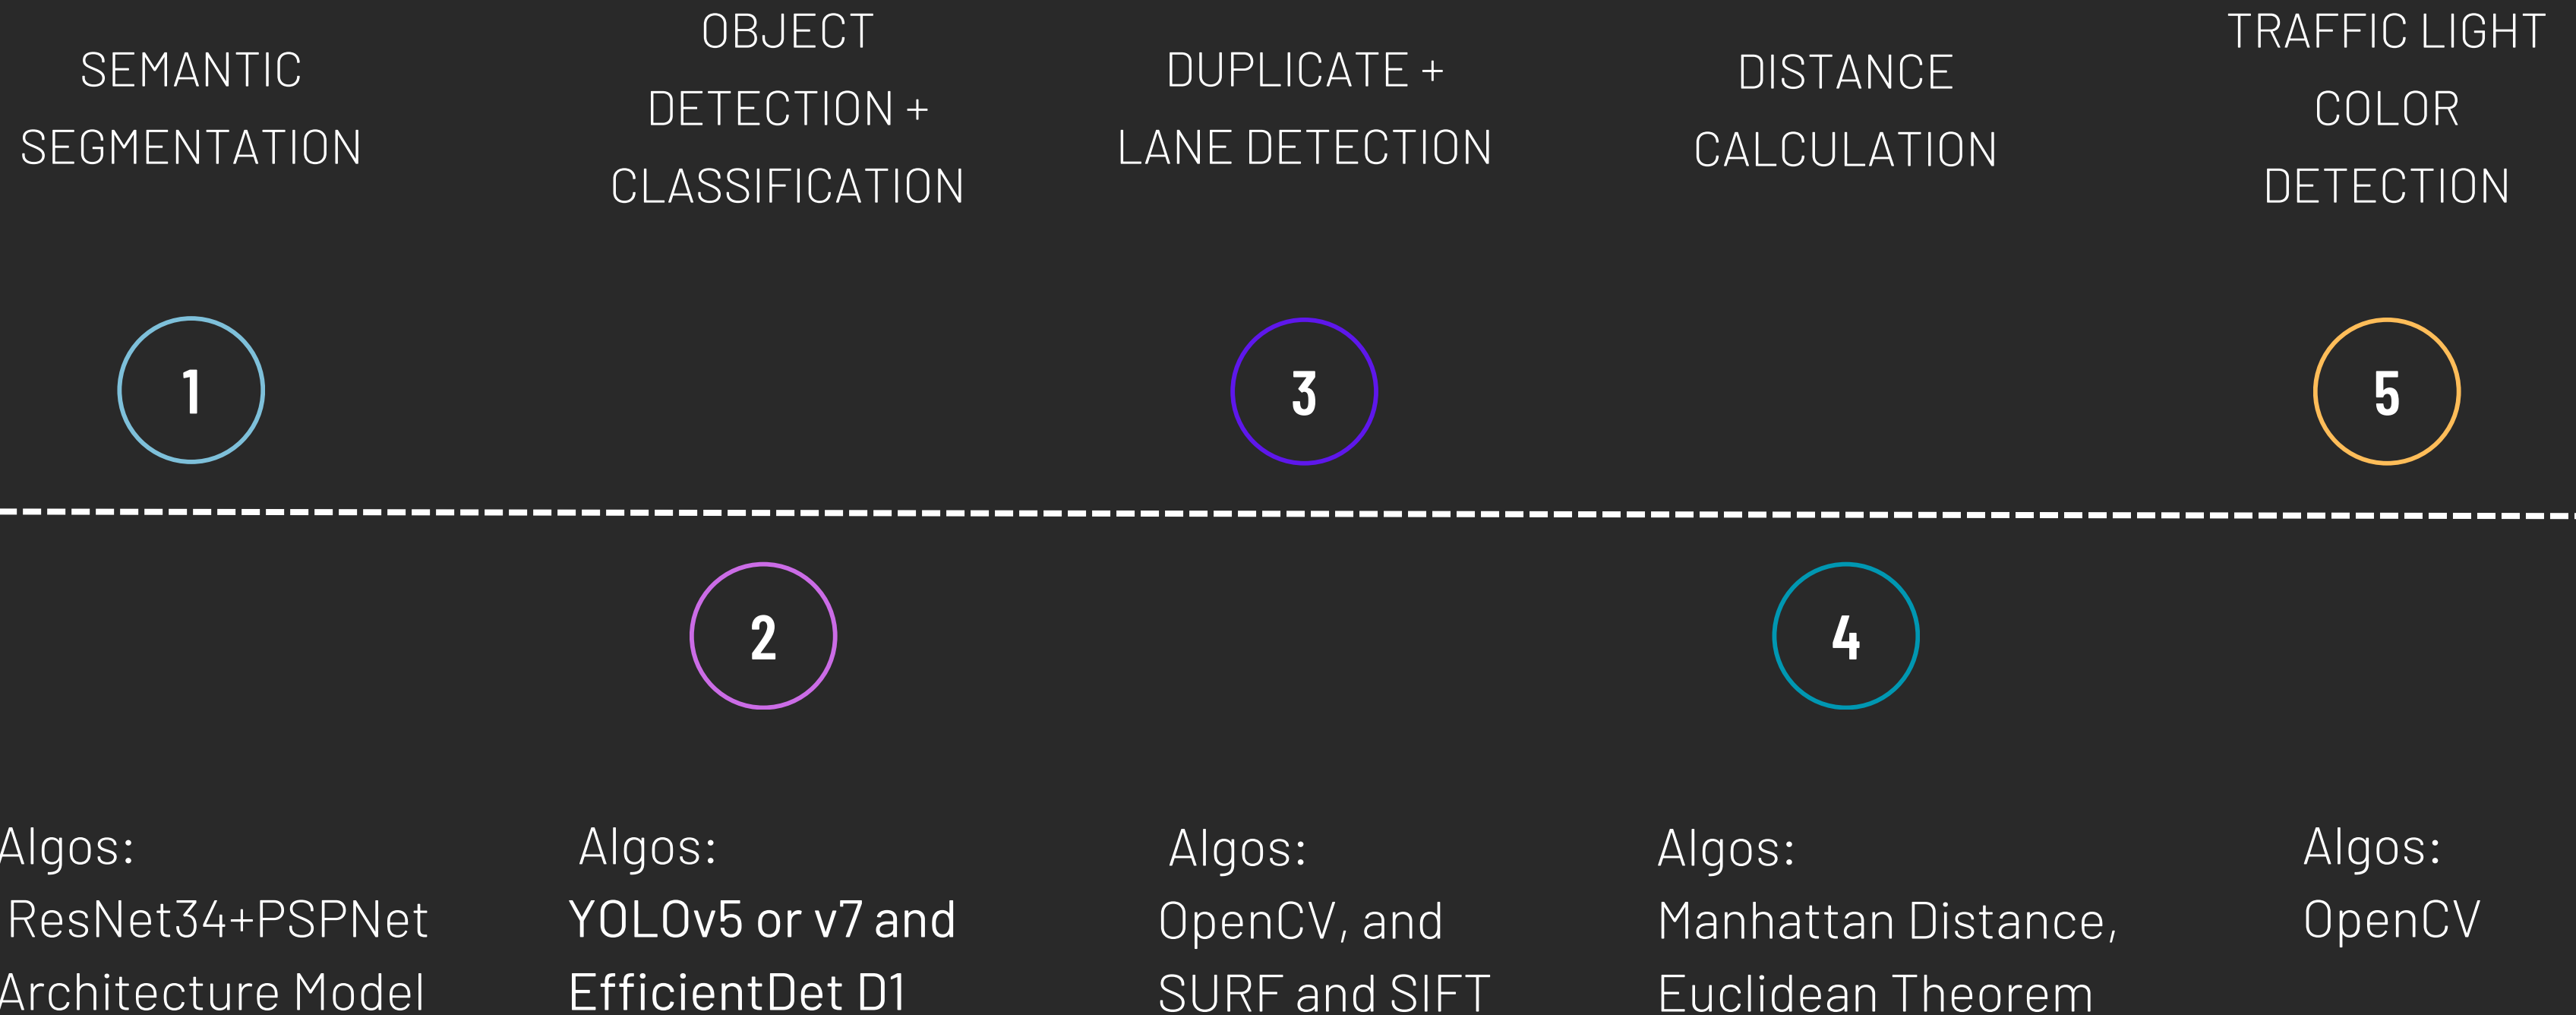 SEMANTIC
SEGMENTATION
OBJECT
DETECTION +
CLASSIFICATION
DUPLICATE +
LANE DETECTION
DISTANCE
CALCULATION
TRAFFIC LIGHT
COLOR
DETECTION
1
2
3
4
5
Algos:
ResNet34+PSPNet
Architecture Model
Algos:
YOLOv5 or v7 and
EfficientDet D1
Algos:
OpenCV, and
SURF and SIFT
Algos:
Manhattan Distance,
Euclidean Theorem
Algos:
OpenCV